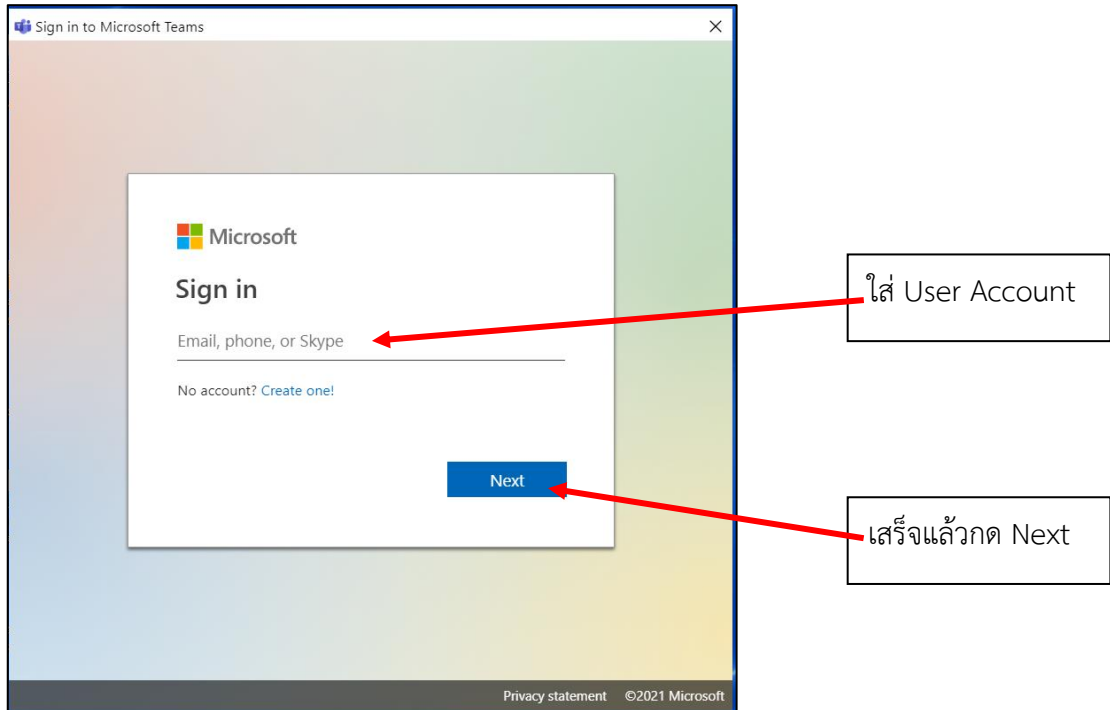 Sign in to Microsoft Teams
Microsoft
Sign in
Email, phone, or Skype
No account? Create one!
Next
ใส่ User Account
เสร็จแล้วกด Next
Privacy statement ©2021 Microsoft